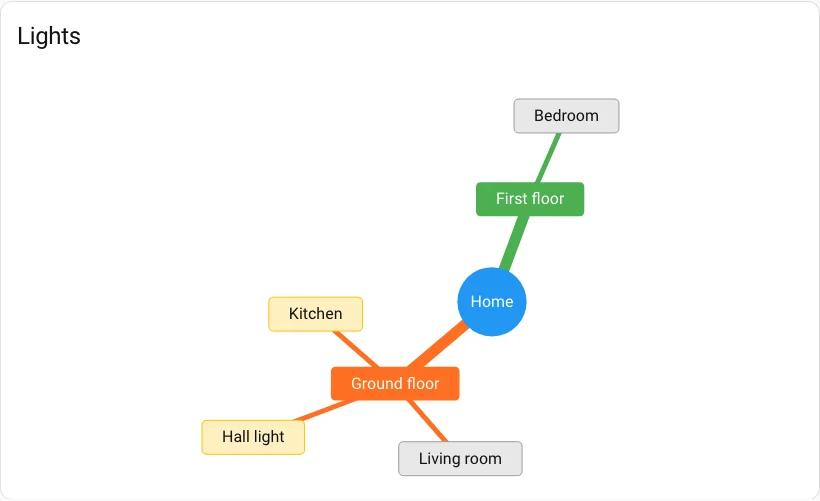 Lights
Bedroom
First floor
Home
Kitchen
Ground floor
Hall light
Living room